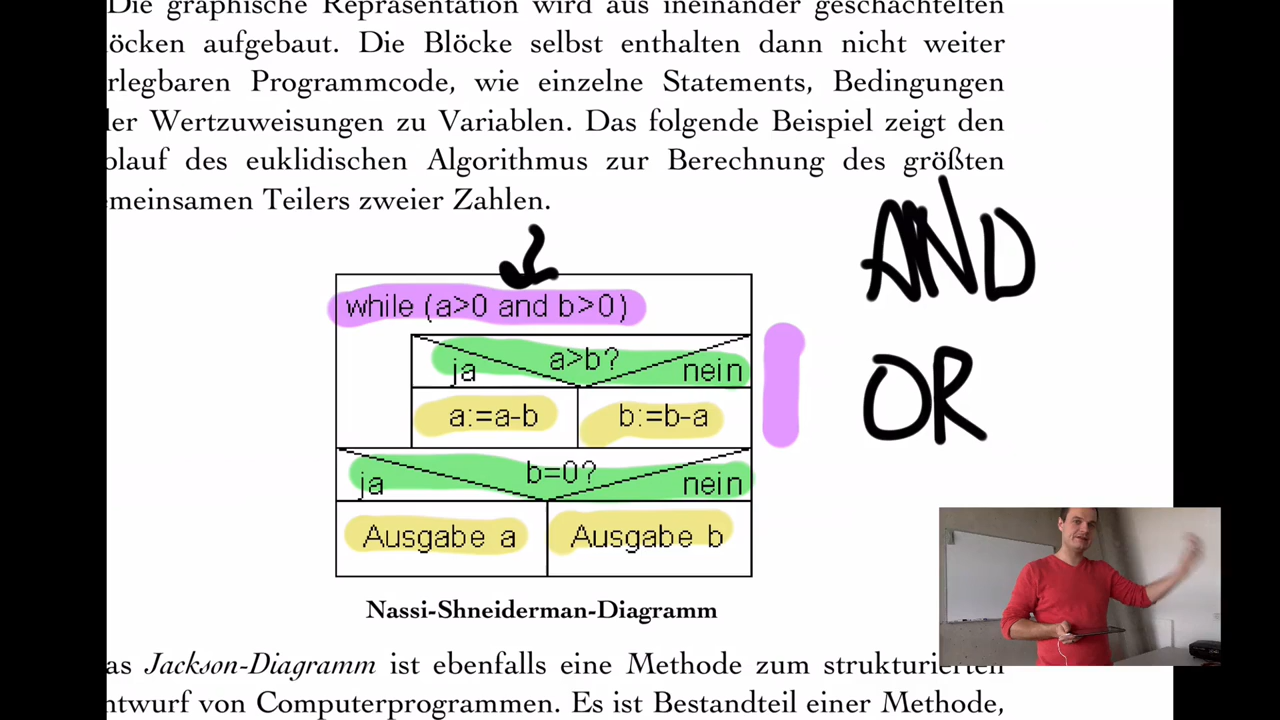 Die graphische Repräsentation wird aus ineinander geschachtelten
löcken aufgebaut. Die Blöcke selbst enthalten dann nicht weiter
rlegbaren Programmcode, wie einzelne Statements, Bedingungen
der Wertzuweisungen zu Variablen. Das folgende Beispiel zeigt den
blauf des euklidischen Algorithmus zur Berechnung des größten
emeinsamen Teilers zweier Zahlen.
AND
while (a>0 and b>0)
a>b?
ja nein
OR
a:=a-b b:=b-a
b=0?
ja nein
Ausgabe a Ausgabe b
Nassi-Shneiderman-Diagramm
as Jackson-Diagramm ist ebenfalls eine Methode zum strukturierten
ntwurf von Computerprogrammen. Es ist Bestandteil einer Methode,